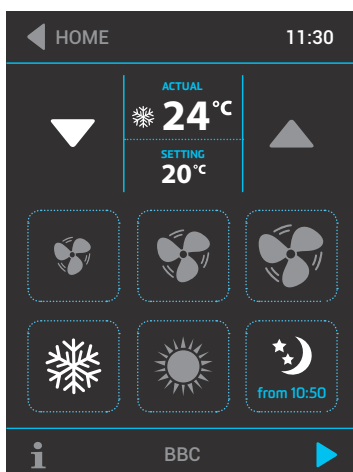 HOME 11:30
ACTUAL
24°C
SETTING
20°C
from 10:50
i BBC